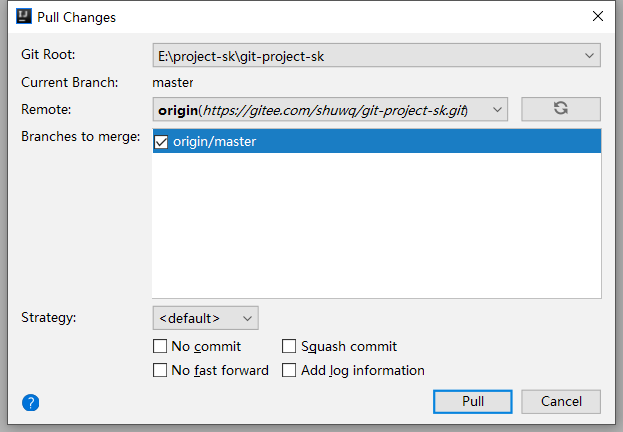 Pull Changes
Git Root: E:\project-sk\git-project-sk
Current Branch: master
Remote: origin(https://gitee.com/shuwq/git-project-sk.git)
Branches to merge: origin/master
Strategy: <default>
No commit Squash commit
No fast forward Add log information
? Pull Cancel